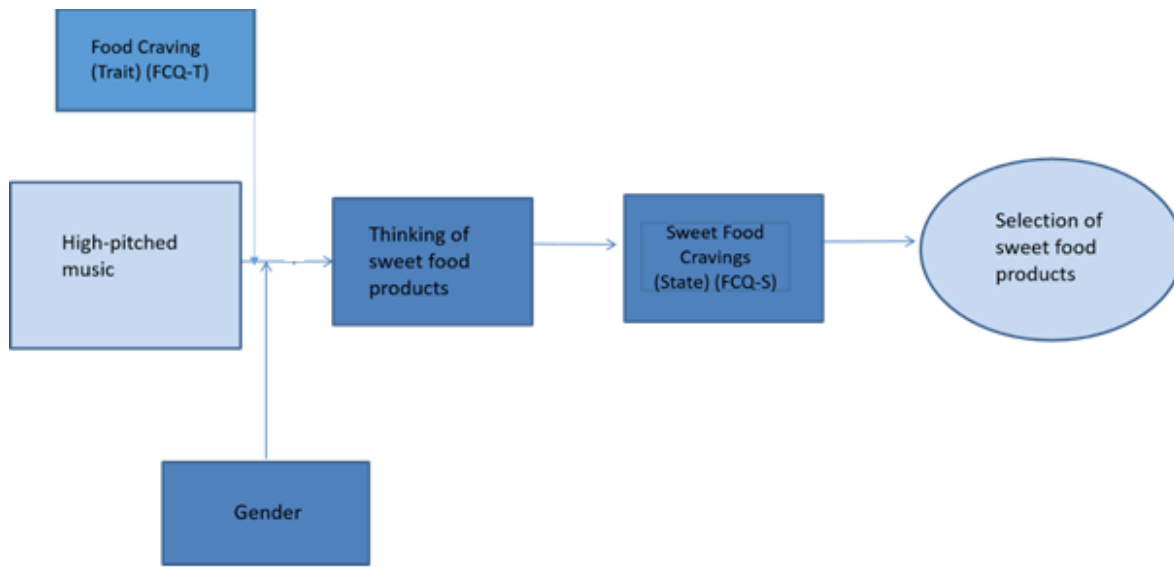 Food Craving
(Trait) (FCQ-T)
High-pitched
music
Thinking of
sweet food
products
Sweet Food
Cravings
(State) (FCQ-S)
Selection of
sweet food
products
Gender